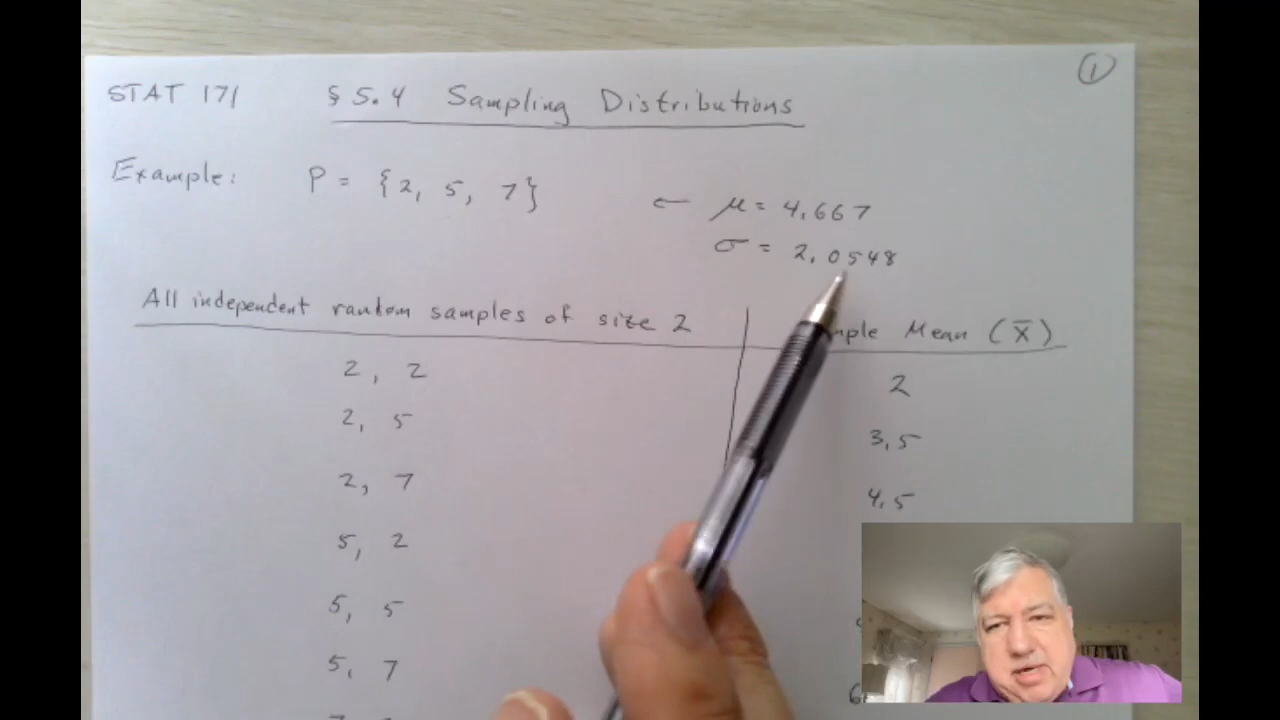 ①
STAT 171 § 5.4 Sampling Distributions
Example: P = {2, 5, 7} ← μ = 4.667
σ = 2.0548
All independent random samples of size 2 Mean (X̄)
2, 2 2
2, 5 3.5
2, 7 4.5
5, 2
5, 5
5, 7